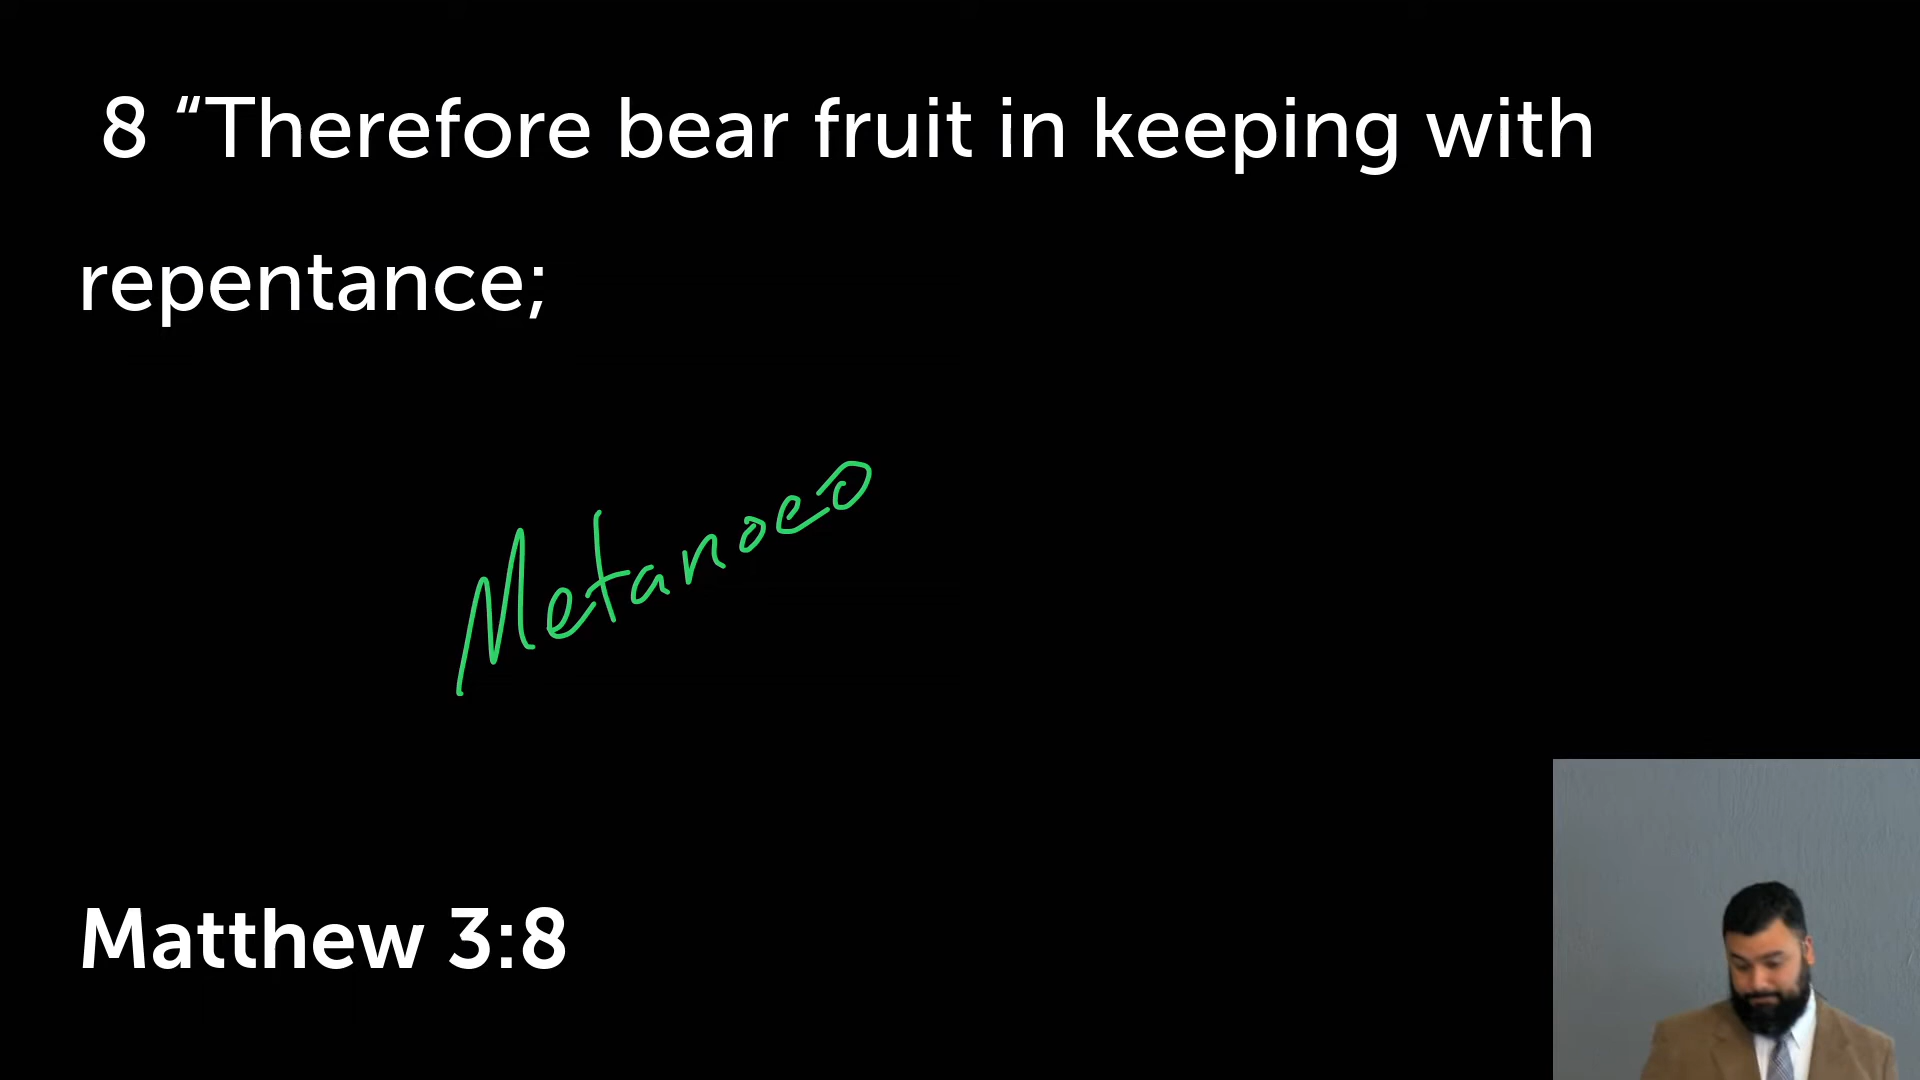 8 “Therefore bear fruit in keeping with
repentance;
Metanoeo
Matthew 3:8